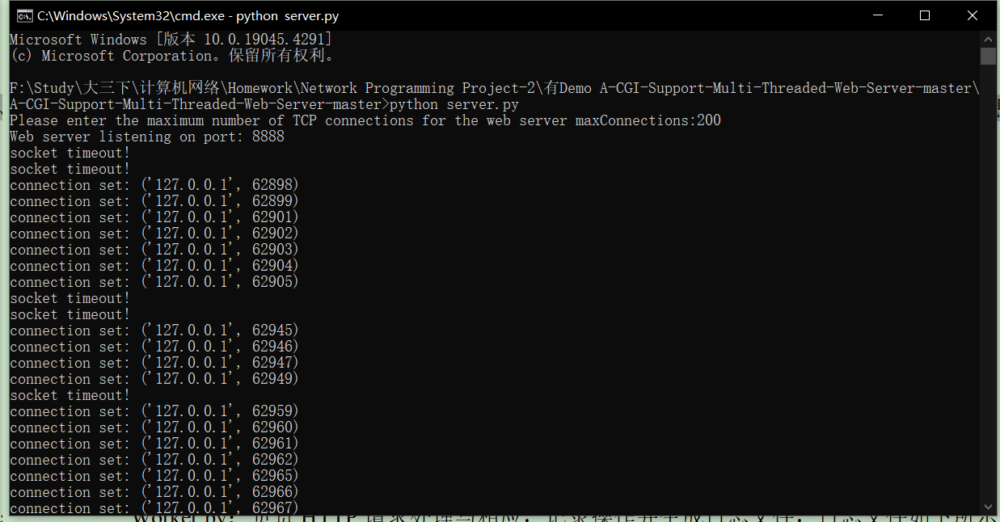 C:\Windows\System32\cmd.exe - python  server.py
Microsoft Windows [版本 10.0.19045.4291]
(c) Microsoft Corporation。保留所有权利。
F:\Study\大三下\计算机网络\Homework\Network Programming Project-2\有Demo A-CGI-Support-Multi-Threaded-Web-Server-master\
A-CGI-Support-Multi-Threaded-Web-Server-master>python server.py
Please enter the maximum number of TCP connections for the web server maxConnections:200
Web server listening on port: 8888
socket timeout!
socket timeout!
connection set: ('127.0.0.1', 62898)
connection set: ('127.0.0.1', 62899)
connection set: ('127.0.0.1', 62901)
connection set: ('127.0.0.1', 62902)
connection set: ('127.0.0.1', 62903)
connection set: ('127.0.0.1', 62904)
connection set: ('127.0.0.1', 62905)
socket timeout!
socket timeout!
connection set: ('127.0.0.1', 62945)
connection set: ('127.0.0.1', 62946)
connection set: ('127.0.0.1', 62947)
connection set: ('127.0.0.1', 62949)
socket timeout!
connection set: ('127.0.0.1', 62959)
connection set: ('127.0.0.1', 62960)
connection set: ('127.0.0.1', 62961)
connection set: ('127.0.0.1', 62962)
connection set: ('127.0.0.1', 62965)
connection set: ('127.0.0.1', 62966)
connection set: ('127.0.0.1', 62967)